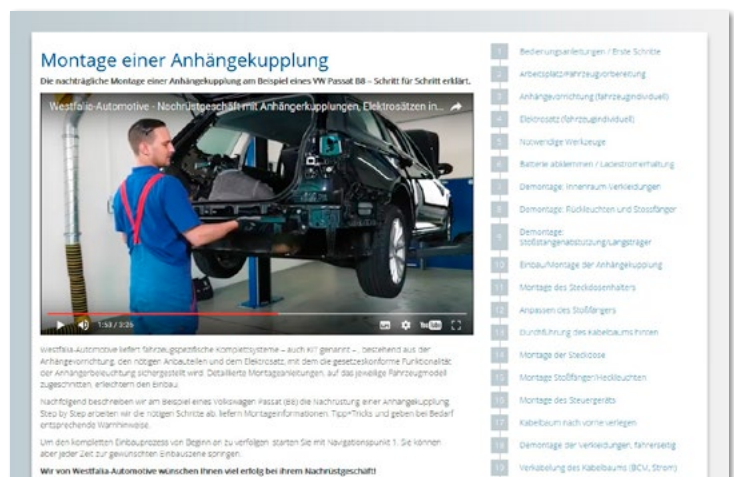 Montage einer Anhängekupplung
Die nachträgliche Montage einer Anhängekupplung am Beispiel eines VW Passat B8 – Schritt für Schritt erklärt.
Westfalia-Automotive - Nachrüstgeschäft mit Anhängerkupplungen, Elektrosätzen in...
1:53 / 3:26
YouTube
Westfalia-Automotive liefert fahrzeugspezifische Komplettsysteme – auch KIT genannt – , bestehend aus der
Anhängevorrichtung, den nötigen Anbauteilen und dem Elektrosatz, mit dem die gesetzeskonforme Funktionalität
der Anhängerbeleuchtung sichergestellt wird. Detaillierte Montageanleitungen, auf das jeweilige Fahrzeugmodell
zugeschnitten, erleichtern den Einbau.
Nachfolgend beschreiben wir am Beispiel eines Volkswagen Passat (B8) die Nachrüstung einer Anhängekupplung.
Step by Step arbeiten wir die nötigen Schritte ab, liefern Montageinformationen, Tipp+Tricks und geben bei Bedarf
entsprechende Warnhinweise.
Um den kompletten Einbauprozess von Beginn an zu verfolgen, starten Sie mit Navigationspunkt 1. Sie können
aber jeder Zeit zur gewünschten Einbauszene springen.
Wir von Westfalia-Automotive wünschen Ihnen viel erfolg bei Ihrem Nachrüstgeschäft!
1 Bedienungsanleitungen / Erste Schritte
2 Arbeitsplatz/Fahrzeugvorbereitung
3 Anhängevorrichtung (fahrzeugindividuell)
4 Elektrosatz (fahrzeugindividuell)
5 Notwendige Werkzeuge
6 Batterie abklemmen / Ladestromerhaltung
7 Demontage: Innenraum Verkleidungen
8 Demontage: Rückleuchten und Stossfänger
9 Demontage:
Stoßstangenabstützung/Längsträger
10 Einbau/Montage der Anhängekupplung
11 Montage des Steckdosenhalters
12 Anpassen des Stoßfängers
13 Durchführung des Kabelbaums hinten
14 Montage der Steckdose
15 Montage Stoßfänger/Heckleuchten
16 Montage des Steuergeräts
17 Kabelbaum nach vorne verlegen
18 Demontage der Verkleidungen, fahrerseitig
19 Verkabelung des Kabelbaums (BCM, Strom)